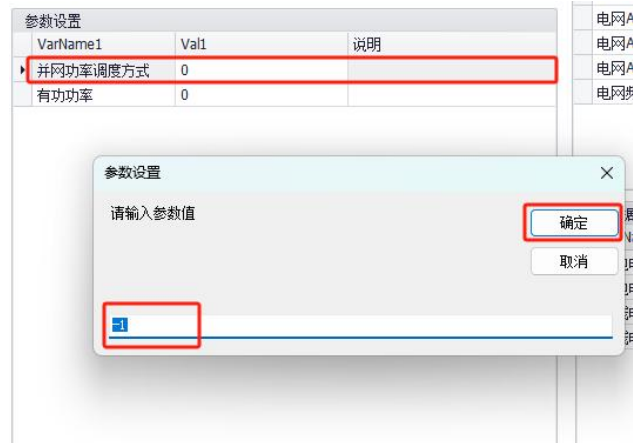 参数设置
VarName1 Val1 说明
并网功率调度方式 0
有功功率 0
电网A
电网A
电网A
电网
参数设置
请输入参数值
确定
取消
-1